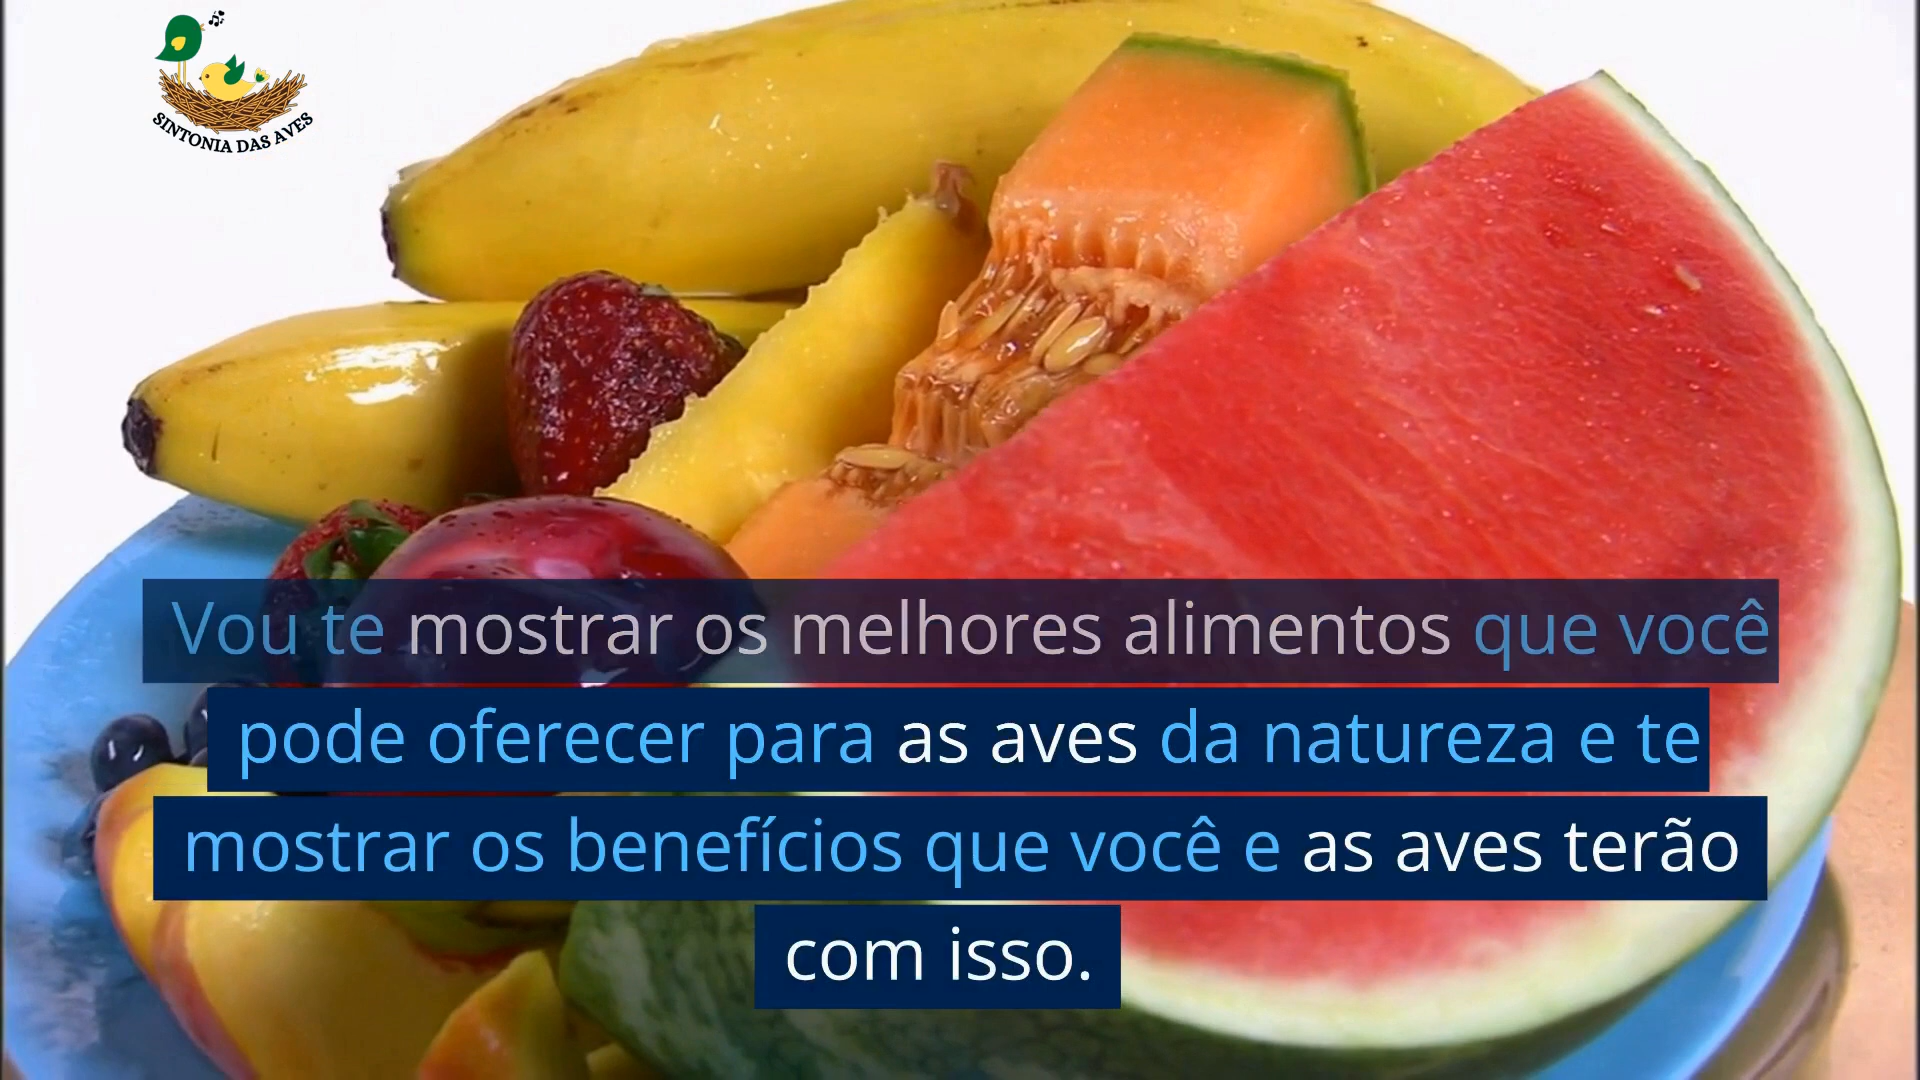 SINTONIA DAS AVES
Vou te mostrar os melhores alimentos que você
pode oferecer para as aves da natureza e te
mostrar os benefícios que você e as aves terão
com isso.